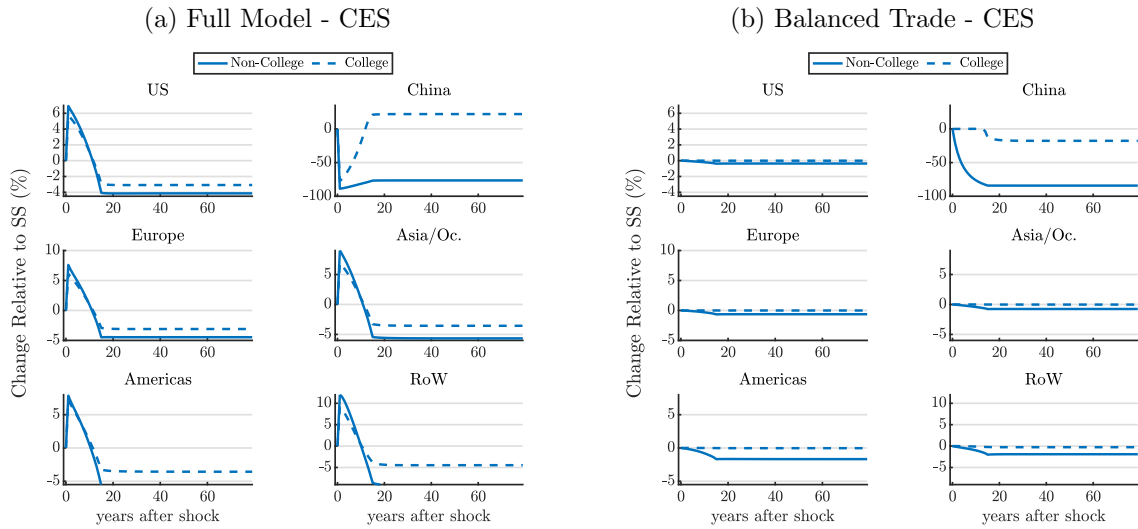 (a) Full Model - CES
Non-College College
US
China
6
4
2
0
-2
-4
0 20 40 60
0
-50
-100
0 20 40 60
Europe
Asia/Oc.
10
5
0
-5
0 20 40 60
5
0
-5
0 20 40 60
Americas
RoW
5
0
-5
0 20 40 60
10
5
0
-5
0 20 40 60
Change Relative to SS (%)
years after shock
years after shock
(b) Balanced Trade - CES
Non-College College
US
China
6
4
2
0
-2
-4
0 20 40 60
0
-50
-100
0 20 40 60
Europe
Asia/Oc.
10
5
0
-5
0 20 40 60
5
0
-5
0 20 40 60
Americas
RoW
5
0
-5
0 20 40 60
10
5
0
-5
0 20 40 60
Change Relative to SS (%)
years after shock
years after shock